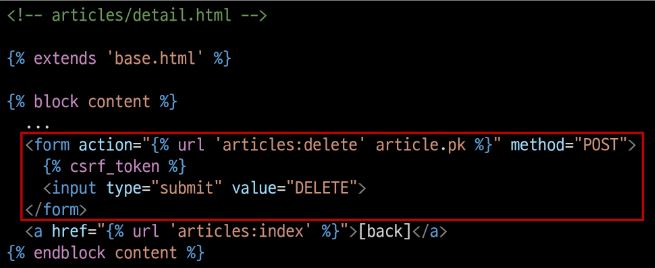 <!-- articles/detail.html -->
{% extends 'base.html' %}
{% block content %}
...
<form action="{% url 'articles:delete' article.pk %}" method="POST">
{% csrf_token %}
<input type="submit" value="DELETE">
</form>
<a href="{% url 'articles:index' %}">[back]</a>
{% endblock content %}